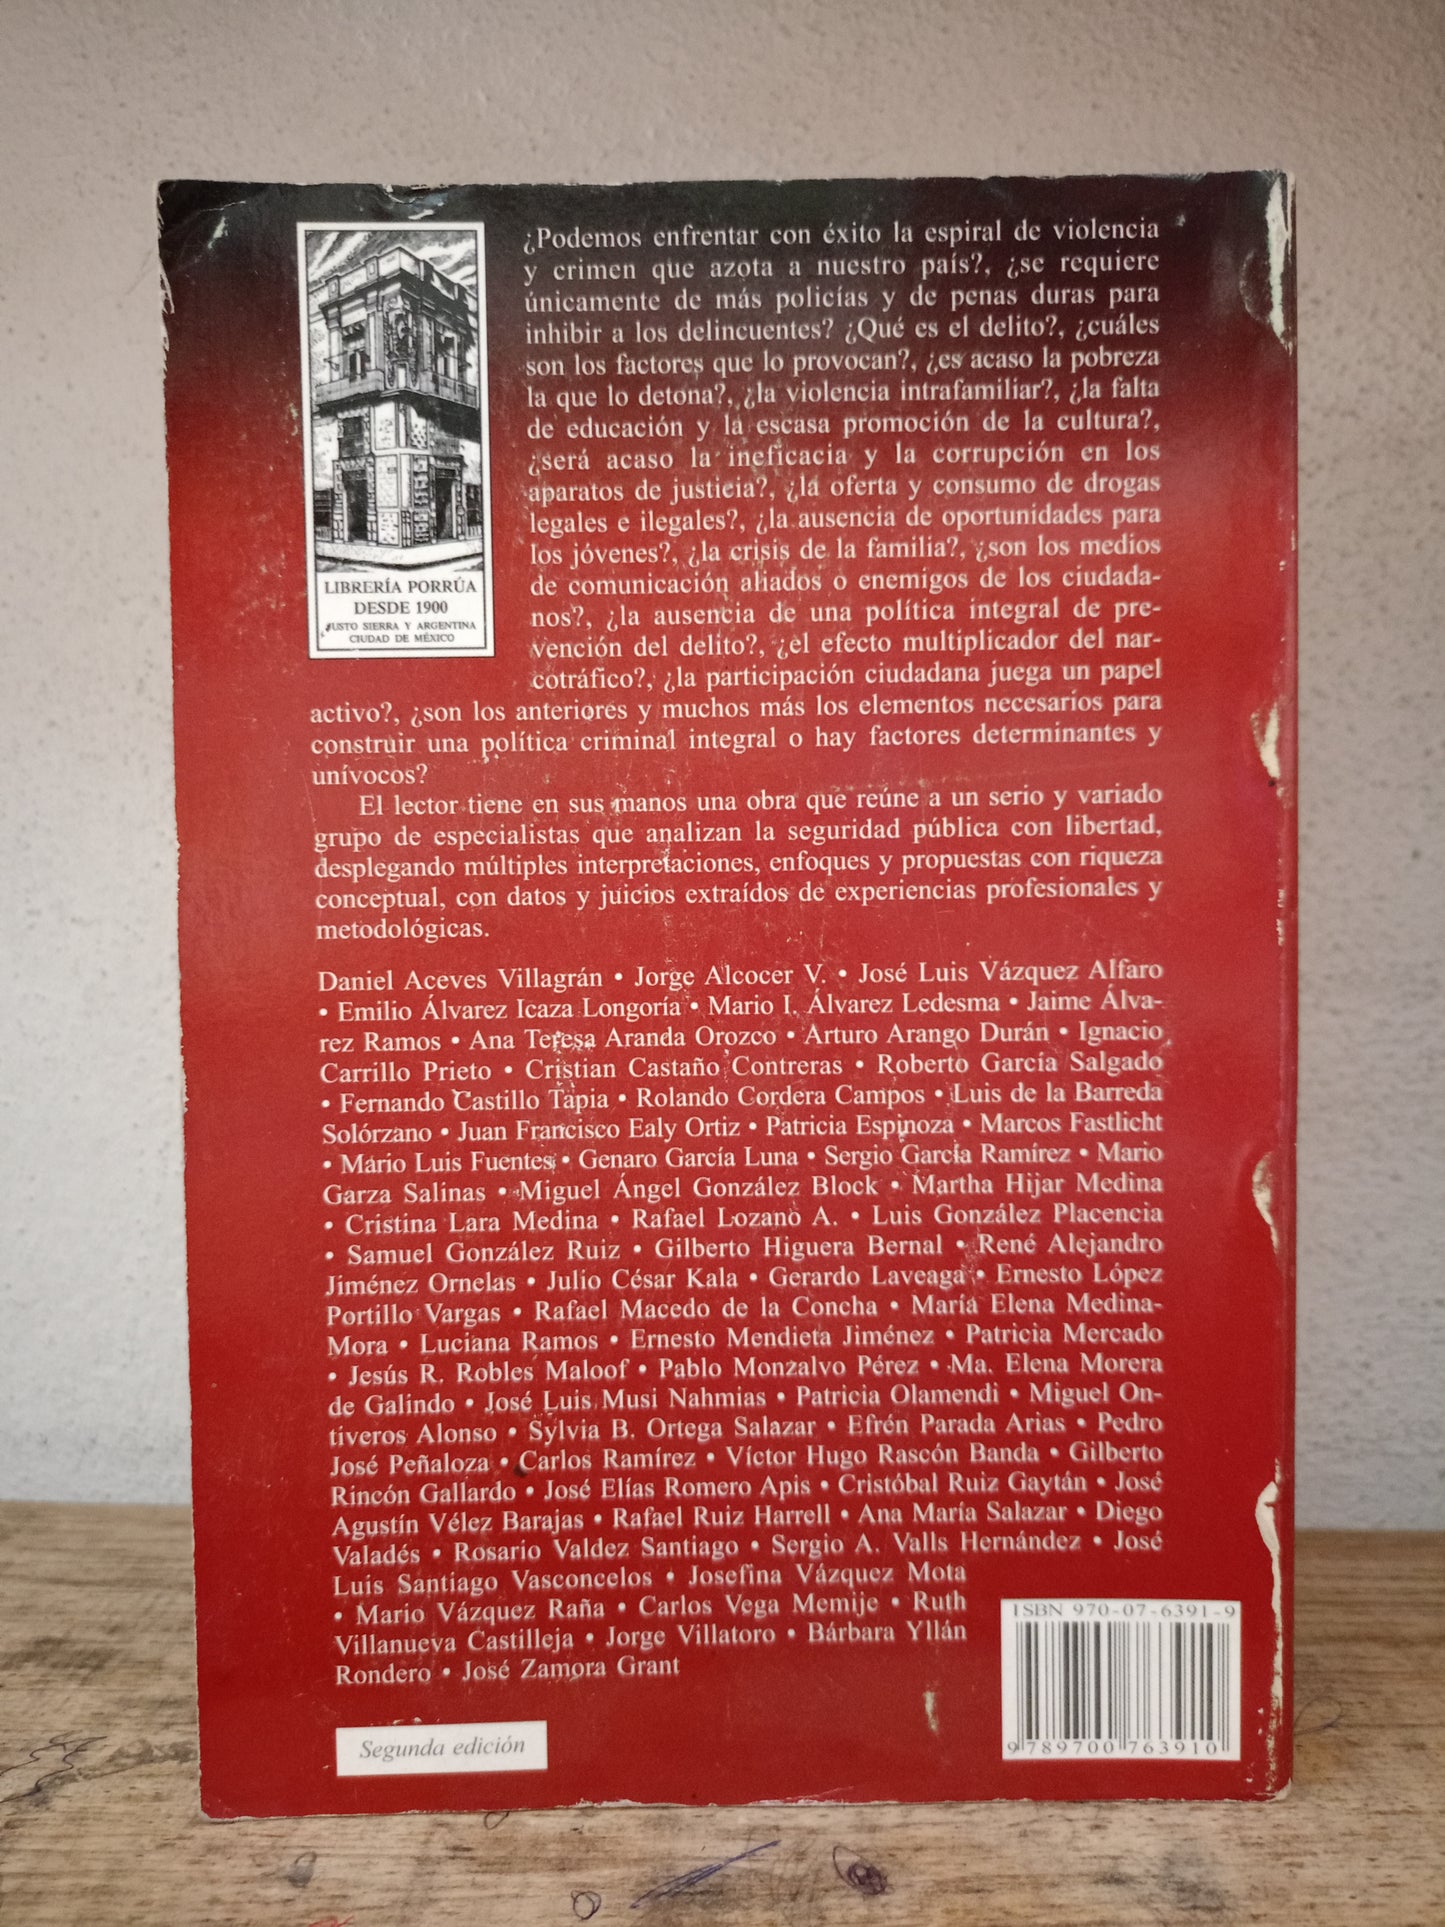 LIBRERÍA PORRÚA
DESDE 1900
JUSTO SIERRA Y ARGENTINA
CIUDAD DE MÉXICO
¿Podemos enfrentar con éxito la espiral de violencia
y crimen que azota a nuestro país?, ¿se requiere
únicamente de más policías y de penas duras para
inhibir a los delincuentes? ¿Qué es el delito?, ¿cuáles
son los factores que lo provocan?, ¿es acaso la pobreza
la que lo detona?, ¿la violencia intrafamiliar?, ¿la falta
de educación y la escasa promoción de la cultura?,
¿será acaso la ineficacia y la corrupción en los
aparatos de justicia?, ¿la oferta y consumo de drogas
legales e ilegales?, ¿la ausencia de oportunidades para
los jóvenes?, ¿la crisis de la familia?, ¿son los medios
de comunicación aliados o enemigos de los ciudada-
nos?, ¿la ausencia de una política integral de pre-
vención del delito?, ¿el efecto multiplicador del nar-
cotráfico?, ¿la participación ciudadana juega un papel
activo?, ¿son los anteriores y muchos más los elementos necesarios para
construir una política criminal integral o hay factores determinantes y
unívocos?
El lector tiene en sus manos una obra que reúne a un serio y variado
grupo de especialistas que analizan la seguridad pública con libertad,
desplegando múltiples interpretaciones, enfoques y propuestas con riqueza
conceptual, con datos y juicios extraídos de experiencias profesionales y
metodológicas.
Daniel Aceves Villagrán • Jorge Alcocer V. • José Luis Vázquez Alfaro
• Emilio Álvarez Icaza Longoría • Mario I. Álvarez Ledesma • Jaime Álva-
rez Ramos • Ana Teresa Aranda Orozco • Arturo Arango Durán • Ignacio
Carrillo Prieto • Cristian Castaño Contreras • Roberto García Salgado
• Fernando Castillo Tapia • Rolando Cordera Campos • Luis de la Barreda
Solórzano • Juan Francisco Ealy Ortiz • Patricia Espinoza • Marcos Fastlicht
• Mario Luis Fuentes • Genaro García Luna • Sergio García Ramírez • Mario
Garza Salinas • Miguel Ángel González Block • Martha Hijar Medina
• Cristina Lara Medina • Rafael Lozano A. • Luis González Placencia
• Samuel González Ruiz • Gilberto Higuera Bernal • René Alejandro
Jiménez Ornelas • Julio César Kala • Gerardo Laveaga • Ernesto López
Portillo Vargas • Rafael Macedo de la Concha • María Elena Medina-
Mora • Luciana Ramos • Ernesto Mendieta Jiménez • Patricia Mercado
• Jesús R. Robles Maloof • Pablo Monzalvo Pérez • Ma. Elena Morera
de Galindo • José Luis Musi Nahmias • Patricia Olamendi • Miguel On-
tiveros Alonso • Sylvia B. Ortega Salazar • Efrén Parada Arias • Pedro
José Peñaloza • Carlos Ramírez • Víctor Hugo Rascón Banda • Gilberto
Rincón Gallardo • José Elías Romero Apis • Cristóbal Ruiz Gaytán • José
Agustín Vélez Barajas • Rafael Ruiz Harrell • Ana María Salazar • Diego
Valadés • Rosario Valdez Santiago • Sergio A. Valls Hernández • José
Luis Santiago Vasconcelos • Josefina Vázquez Mota
• Mario Vázquez Raña • Carlos Vega Memije • Ruth
Villanueva Castilleja • Jorge Villatoro • Bárbara Yllán
Rondero • José Zamora Grant
ISBN 970-07-6391-9
9 789700 763910
Segunda edición